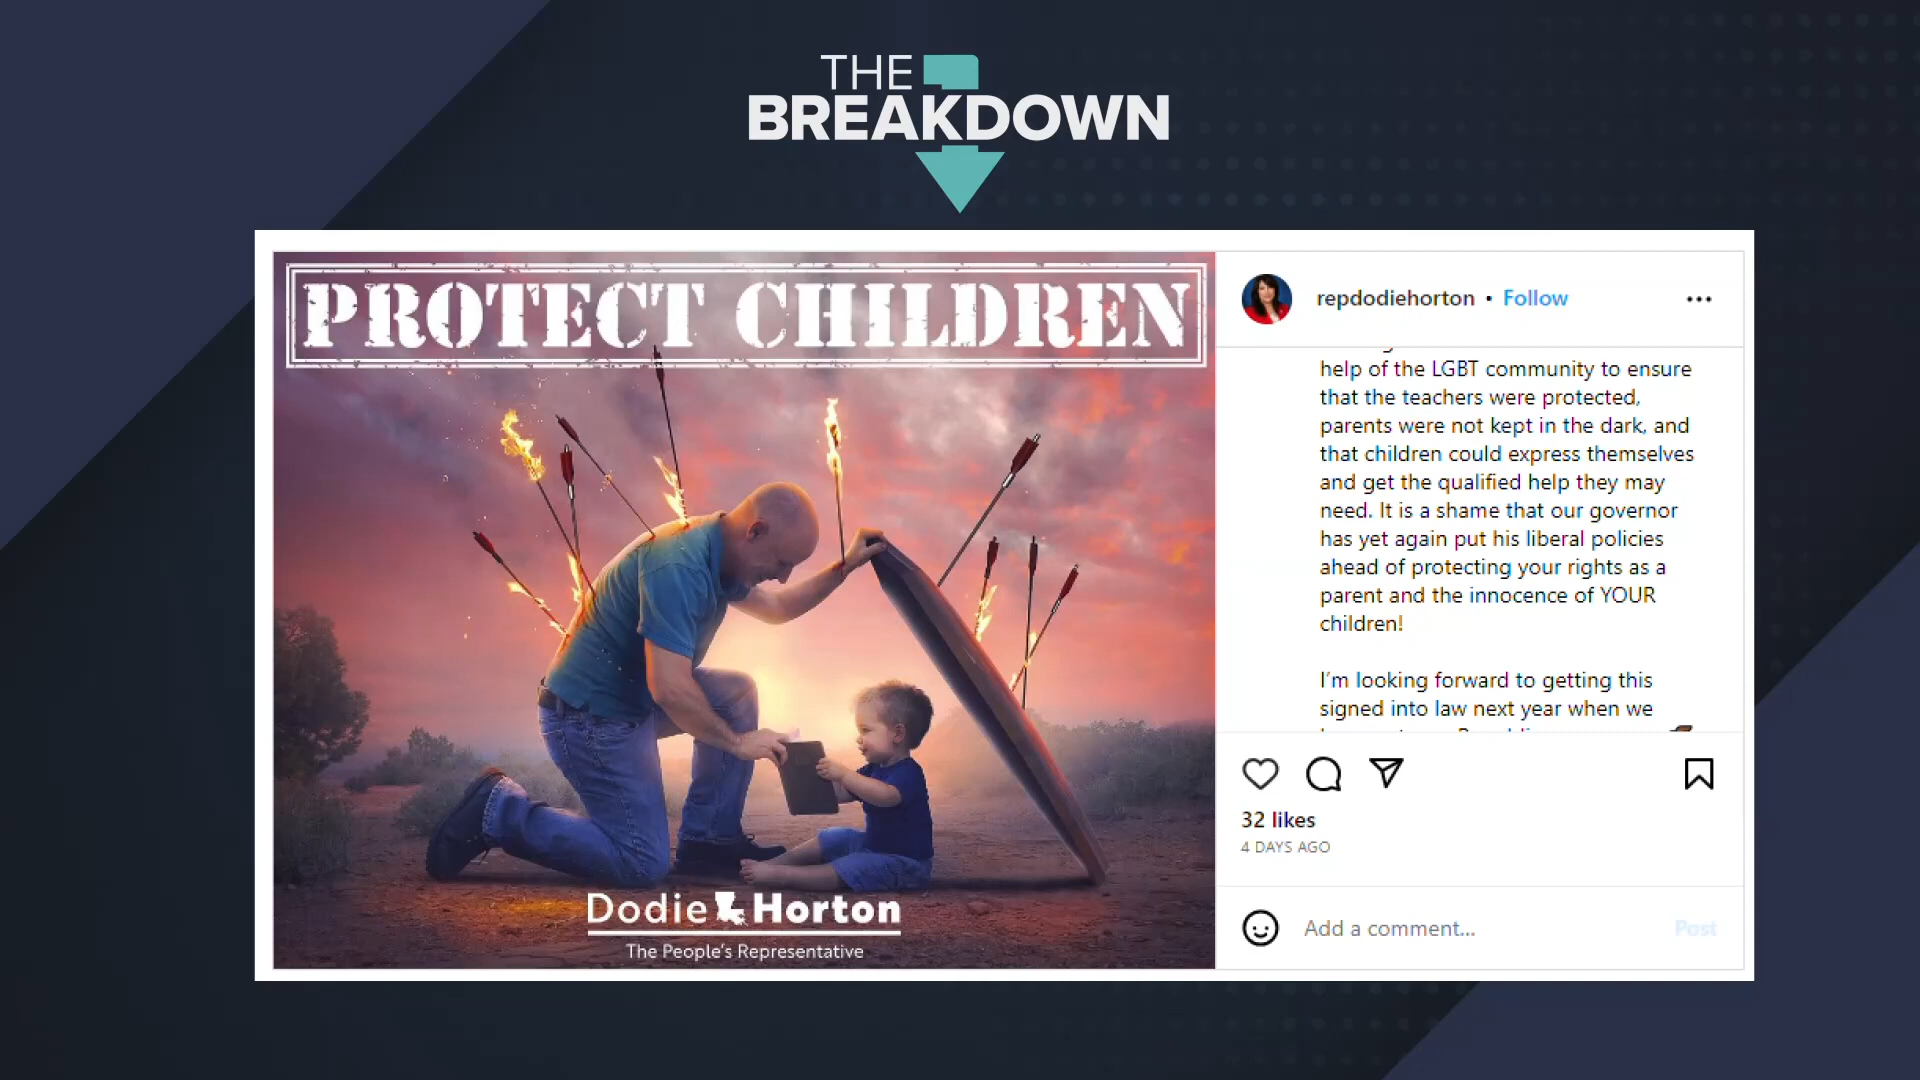 THE
BREAKDOWN
PROTECT CHILDREN
Dodie Horton
The People's Representative
repdodiehorton • Follow
help of the LGBT community to ensure
that the teachers were protected,
parents were not kept in the dark, and
that children could express themselves
and get the qualified help they may
need. It is a shame that our governor
has yet again put his liberal policies
ahead of protecting your rights as a
parent and the innocence of YOUR
children!
I'm looking forward to getting this
signed into law next year when we
32 likes
4 DAYS AGO
Add a comment...
Post